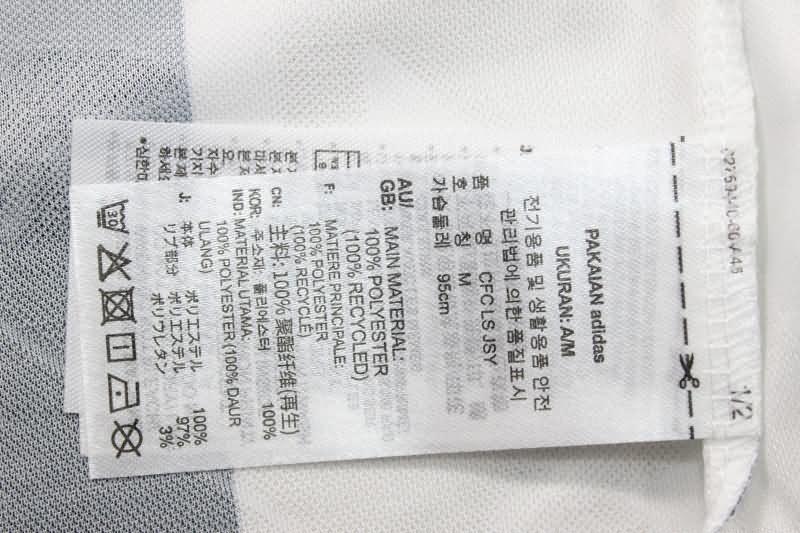 PAKAIAN adidas
UKURAN: A/M
전기용품 및 생활용품 안전
관리법에 의한 품질표시
품 명 CFC LS JSY
호 칭 M
가슴둘레 95cm
AU/
GB: MAIN MATERIAL:
100% POLYESTER
(100% RECYCLED)
F: MATIERE PRINCIPALE:
100% POLYESTER
(100% RECYCLÉ)
CN: 主料: 100% 聚酯纤维(再生)
KOR: 주소재: 폴리에스터 100%
IND: MATERIAL UTAMA:
100% POLYESTER (100% DAUR
ULANG)
J: 本体 ポリエステル 100%
リブ部分 ポリエステル 97%
ポリウレタン 3%
30
1/2